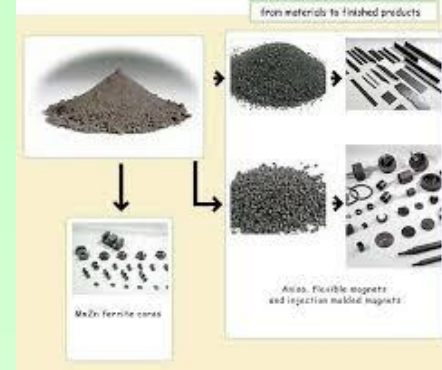 from materials to finished products
MnZn ferrite cores
Aniso. flexible magnets
and injection molded magnets